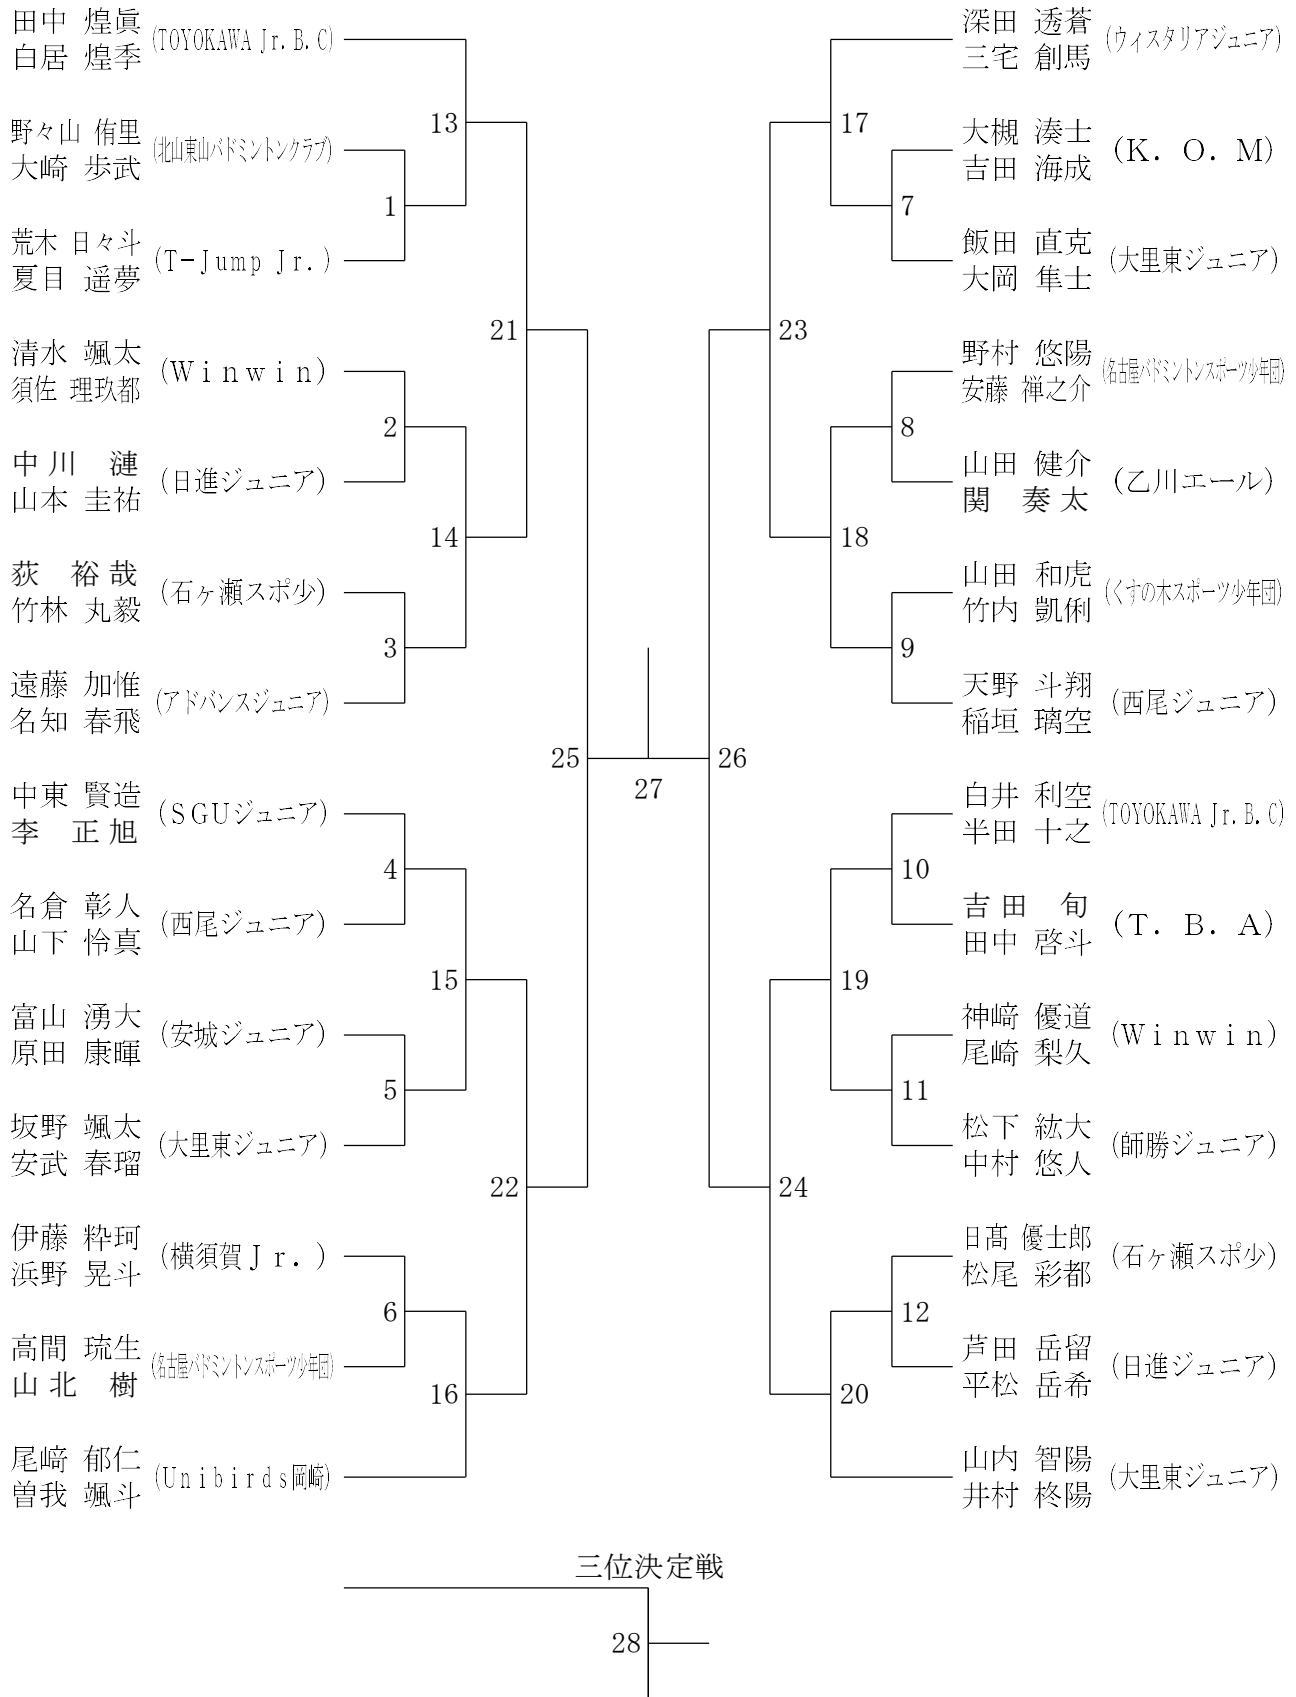 田中 煌眞
白居 煌季
(TOYOKAWA Jr.B.C)
野々山 侑里
大崎 歩武
(北山東山バドミントンクラブ)
荒木 日々斗
夏目 遥夢
(T-Jump Jr.)
清水 颯太
須佐 理玖都
(Winwin)
中川 漣
山本 圭祐
(日進ジュニア)
荻 裕哉
竹林 丸毅
(石ヶ瀬スポ少)
遠藤 加惟
名知 春飛
(アドバンスジュニア)
中東 賢造
李 正旭
(SGUジュニア)
名倉 彰人
山下 怜真
(西尾ジュニア)
富山 湧大
原田 康暉
(安城ジュニア)
坂野 颯太
安武 春瑠
(大里東ジュニア)
伊藤 粋珂
浜野 晃斗
(横須賀Jr.)
高間 琉生
山北 樹
(名古屋バドミントンスポーツ少年団)
尾﨑 郁仁
曽我 颯斗
(Unibirds岡崎)
13
1
21
2
14
3
25
4
15
5
22
6
16
27
26
17
7
23
8
18
9
10
19
11
24
12
20
深田 透蒼
三宅 創馬
(ウィスタリアジュニア)
大槻 湊士
吉田 海成
(K.O.M)
飯田 直克
大岡 隼士
(大里東ジュニア)
野村 悠陽
安藤 禅之介
(名古屋バドミントンスポーツ少年団)
山田 健介
関 奏太
(乙川エール)
山田 和虎
竹内 凱俐
(くすの木スポーツ少年団)
天野 斗翔
稲垣 璃空
(西尾ジュニア)
白井 利空
半田 十之
(TOYOKAWA Jr.B.C)
吉田 旬
田中 啓斗
(T.B.A)
神﨑 優道
尾崎 梨久
(Winwin)
松下 紘大
中村 悠人
(師勝ジュニア)
日髙 優士郎
松尾 彩都
(石ヶ瀬スポ少)
芦田 岳留
平松 岳希
(日進ジュニア)
山内 智陽
井村 柊陽
(大里東ジュニア)
三位決定戦
28